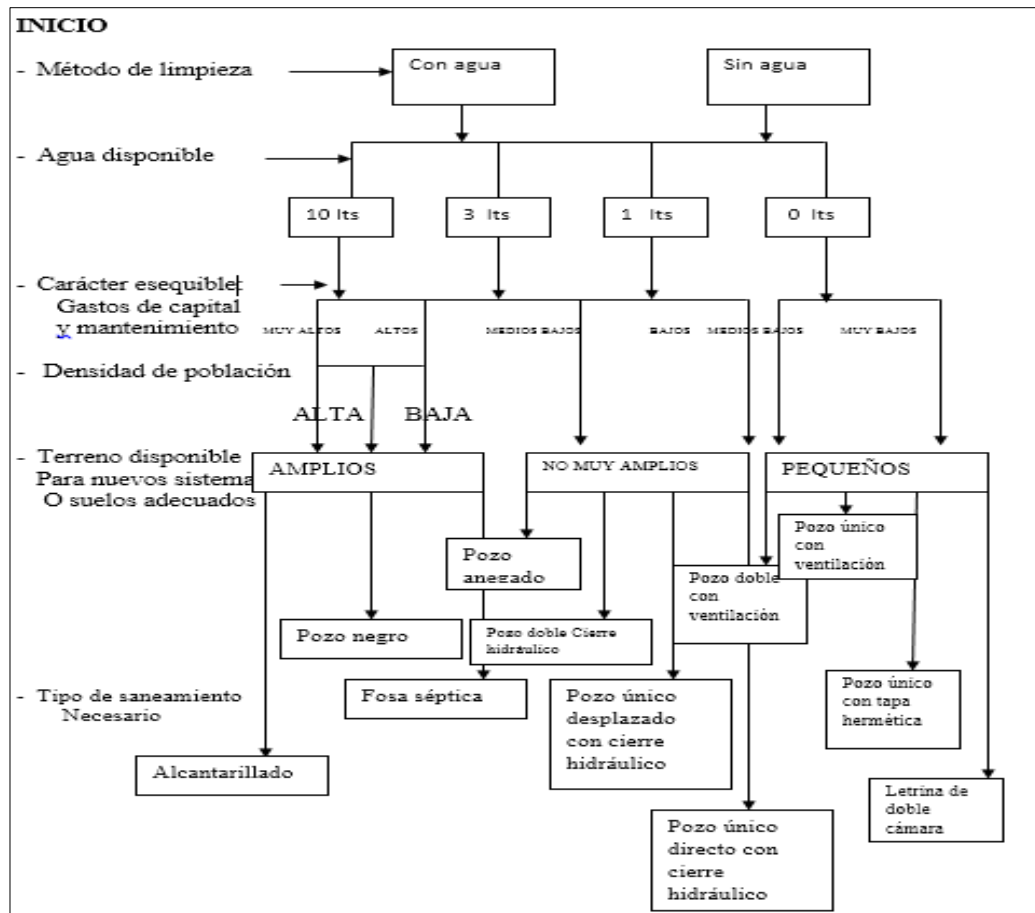 INICIO
- Método de limpieza
Con agua
Sin agua
- Agua disponible
10 lts
3 lts
1 lts
0 lts
- Carácter esequible:
Gastos de capital
y mantenimiento
MUY ALTOS
ALTOS
MEDIOS BAJOS
BAJOS
MEDIOS BAJOS
MUY BAJOS
- Densidad de población
ALTA
BAJA
- Terreno disponible
Para nuevos sistema
O suelos adecuados
AMPLIOS
NO MUY AMPLIOS
PEQUEÑOS
Pozo
anegado
Pozo doble
con
ventilación
Pozo único
con
ventilación
Pozo negro
Pozo doble Cierre
hidráulico
- Tipo de saneamiento
Necesario
Fosa séptica
Pozo único
desplazado
con cierre
hidráulico
Pozo único
con tapa
hermética
Alcantarillado
Letrina de
doble
cámara
Pozo único
directo con
cierre
hidráulico